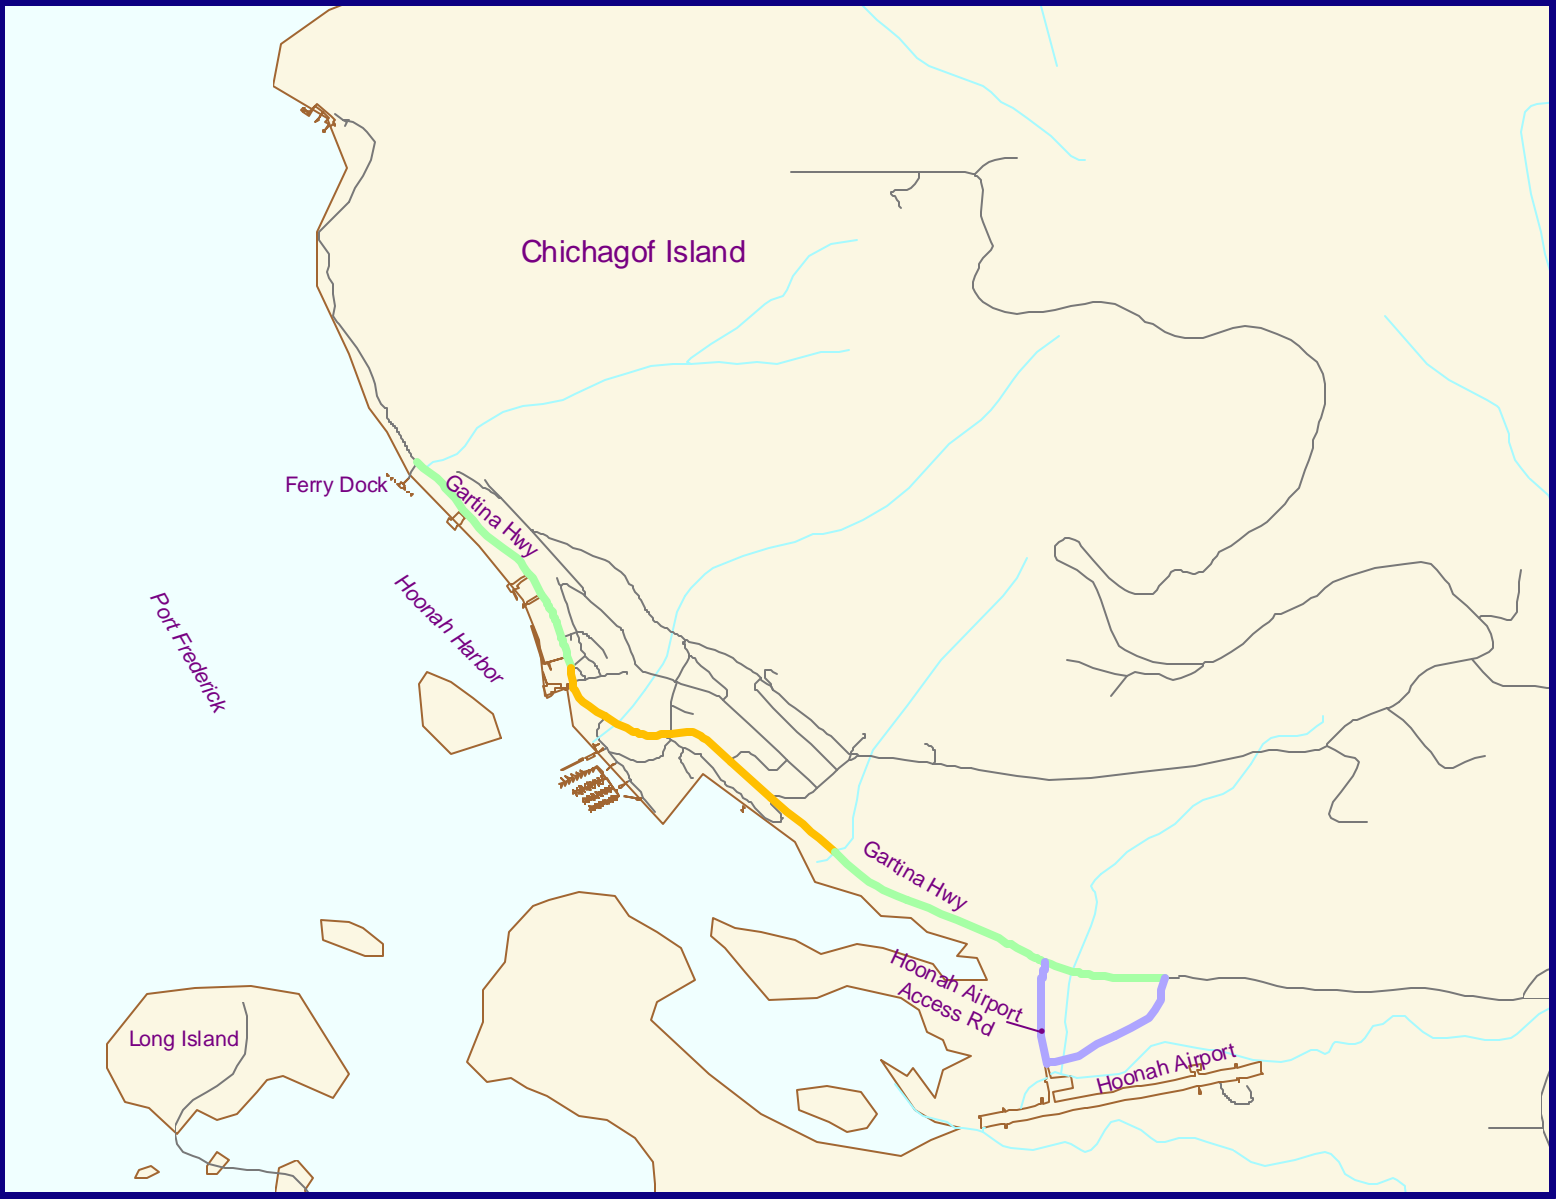 Chichagof Island
Ferry Dock
Gartina Hwy
Hoonah Harbor
Port Frederick
Gartina Hwy
Hoonah Airport
Access Rd
Long Island
Hoonah Airport